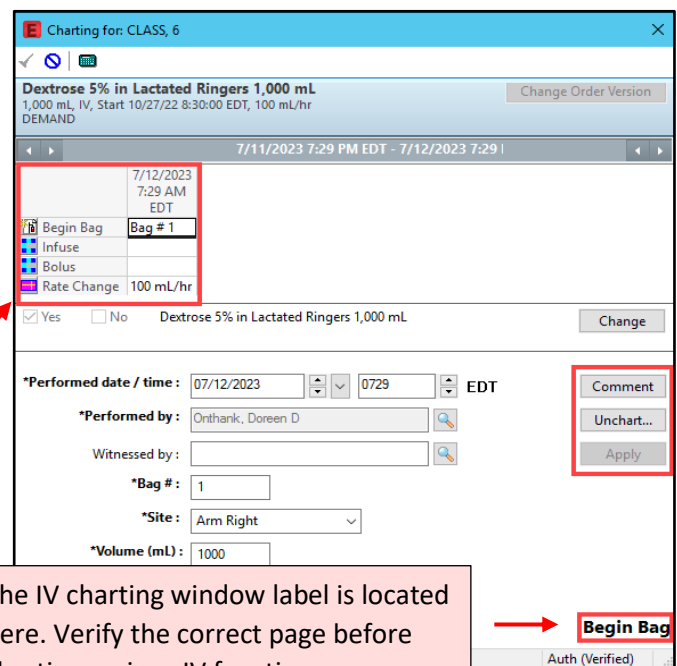 Charting for: CLASS, 6
Dextrose 5% in Lactated Ringers 1,000 mL
1,000 mL, IV, Start 10/27/22 8:30:00 EDT, 100 mL/hr
DEMAND
Change Order Version
7/11/2023 7:29 PM EDT - 7/12/2023 7:29
7/12/2023
7:29 AM
EDT
Begin Bag Bag # 1
Infuse
Bolus
Rate Change 100 mL/hr
Yes No Dextrose 5% in Lactated Ringers 1,000 mL
Change
*Performed date / time : 07/12/2023 0729 EDT
Comment
*Performed by : Onthank, Doreen D
Unchart...
Witnessed by :
Apply
*Bag # : 1
*Site : Arm Right
*Volume (mL) : 1000
he IV charting window label is located
ere. Verify the correct page before
Begin Bag
Auth (Verified)